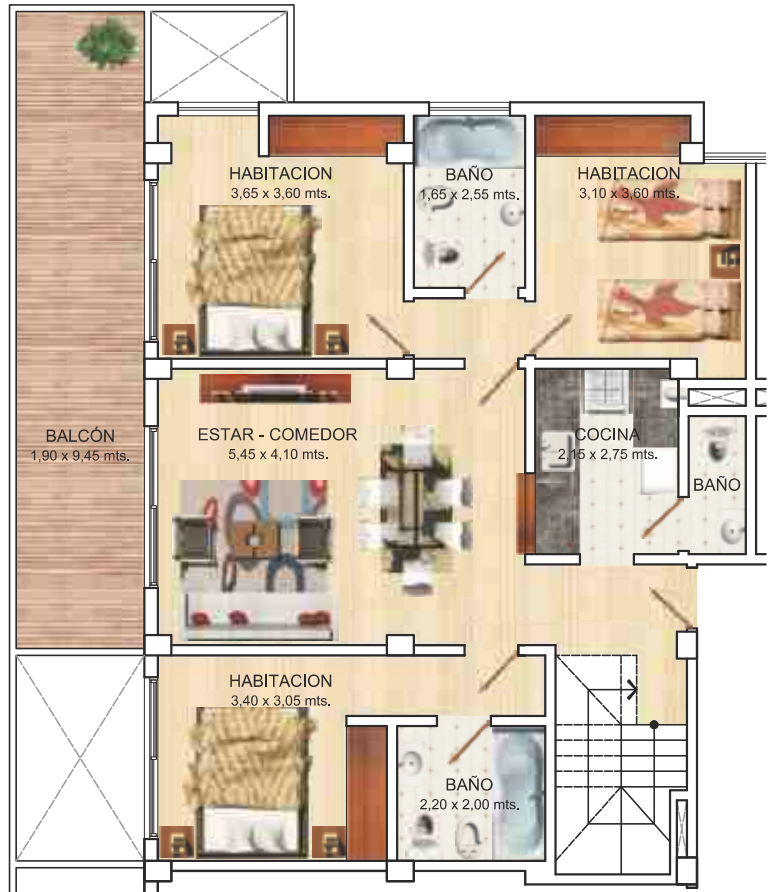 HABITACION
3,65 x 3,60 mts.
BAÑO
1,65 x 2,55 mts.
HABITACION
3,10 x 3,60 mts.
BALCÓN
1,90 x 9,45 mts.
ESTAR - COMEDOR
5,45 x 4,10 mts.
COCINA
2,15 x 2,75 mts.
BAÑO
HABITACION
3,40 x 3,05 mts.
BAÑO
2,20 x 2,00 mts.